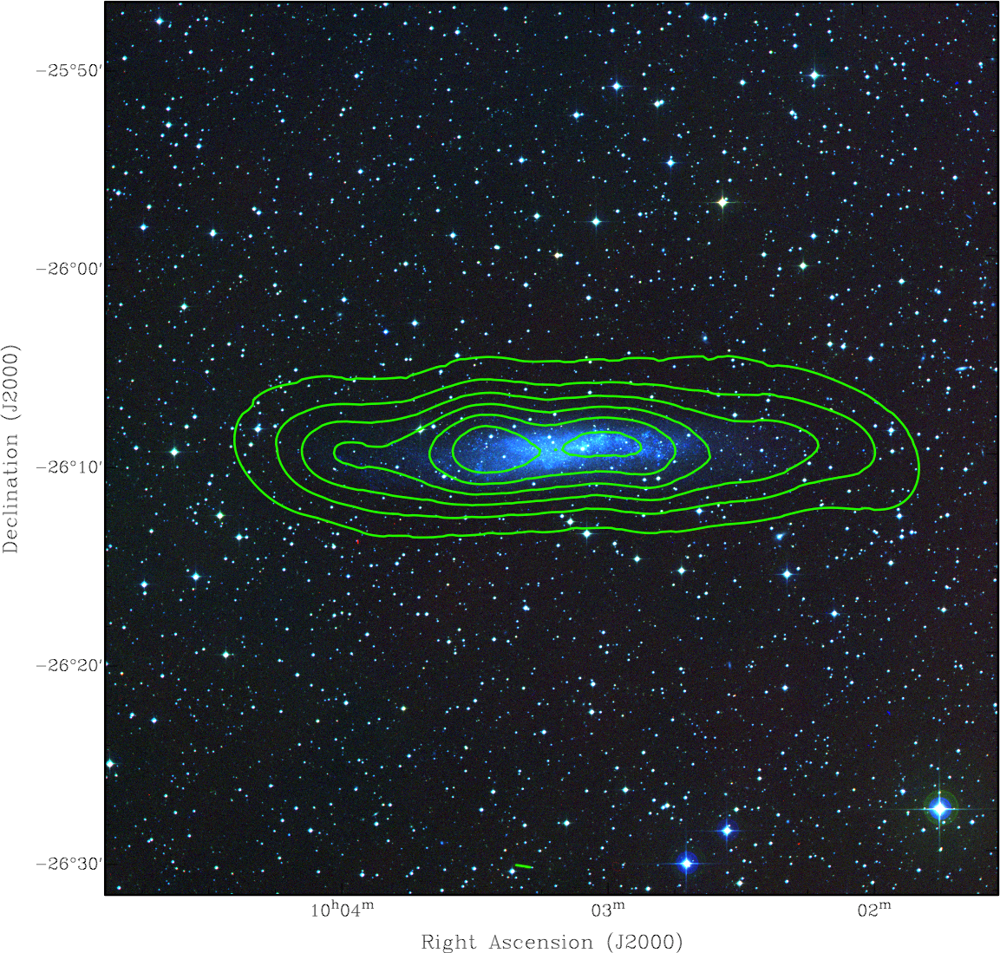 Declination (J2000)
−25°50′
−26°00′
−26°10′
−26°20′
−26°30′
10ʰ04ᵐ 03ᵐ 02ᵐ
Right Ascension (J2000)